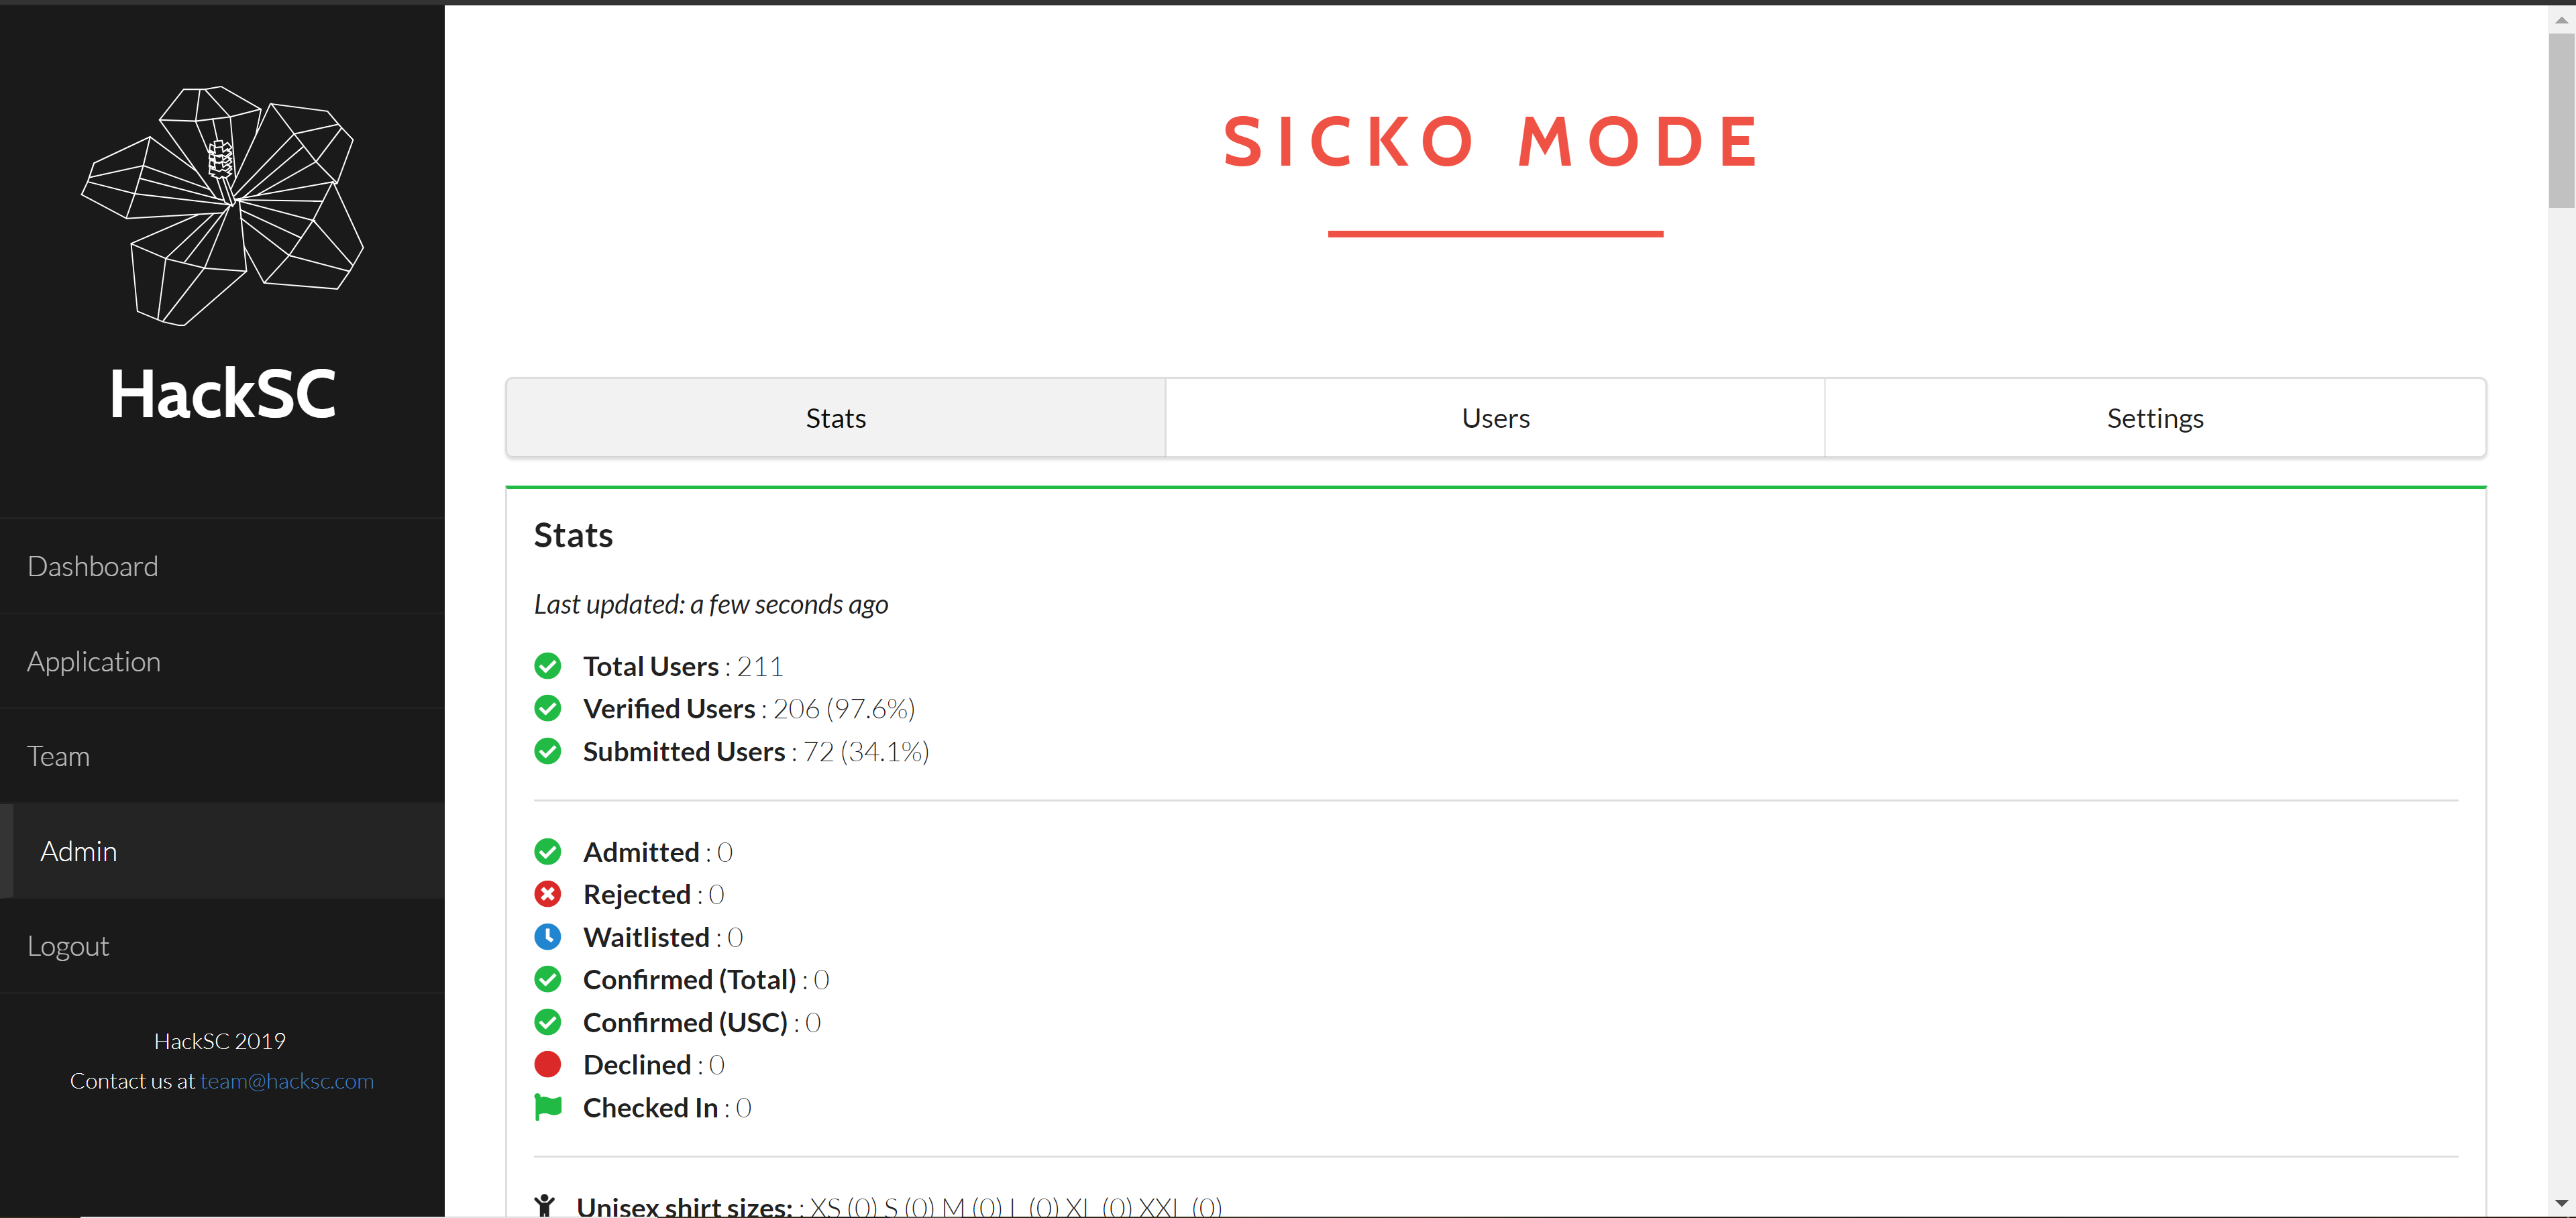 HackSC
Dashboard
Application
Team
Admin
Logout
HackSC 2019
Contact us at team@hacksc.com
SICKO MODE
Stats
Users
Settings
Stats
Last updated: a few seconds ago
Total Users : 211
Verified Users : 206 (97.6%)
Submitted Users : 72 (34.1%)
Admitted : 0
Rejected : 0
Waitlisted : 0
Confirmed (Total) : 0
Confirmed (USC) : 0
Declined : 0
Checked In : 0
Unisex shirt sizes: : XS (0) S (0) M (0) L (0) XL (0) XXL (0)